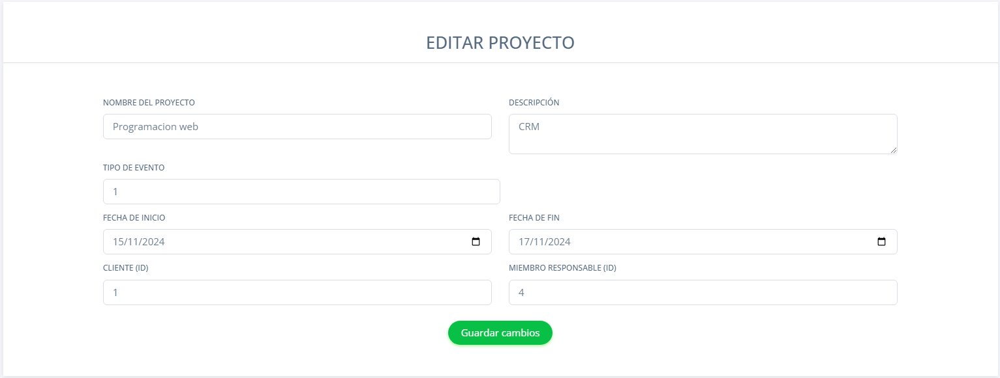 EDITAR PROYECTO
NOMBRE DEL PROYECTO
DESCRIPCIÓN
Programacion web
CRM
TIPO DE EVENTO
1
FECHA DE INICIO
FECHA DE FIN
15/11/2024
17/11/2024
CLIENTE (ID)
MIEMBRO RESPONSABLE (ID)
1
4
Guardar cambios